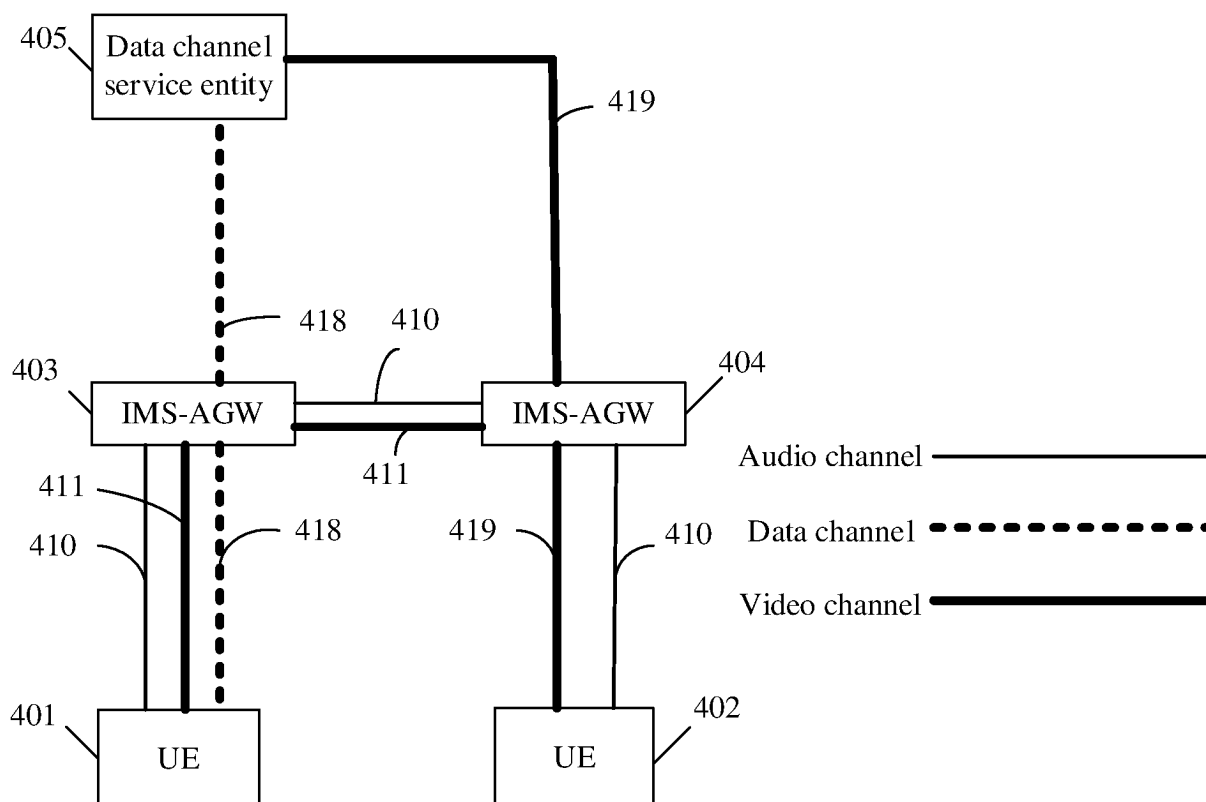 405
Data channel
service entity
419
418
410
403
404
IMS-AGW
IMS-AGW
411
Audio channel
411
419
410
418
410
Data channel
Video channel
401
402
UE
UE